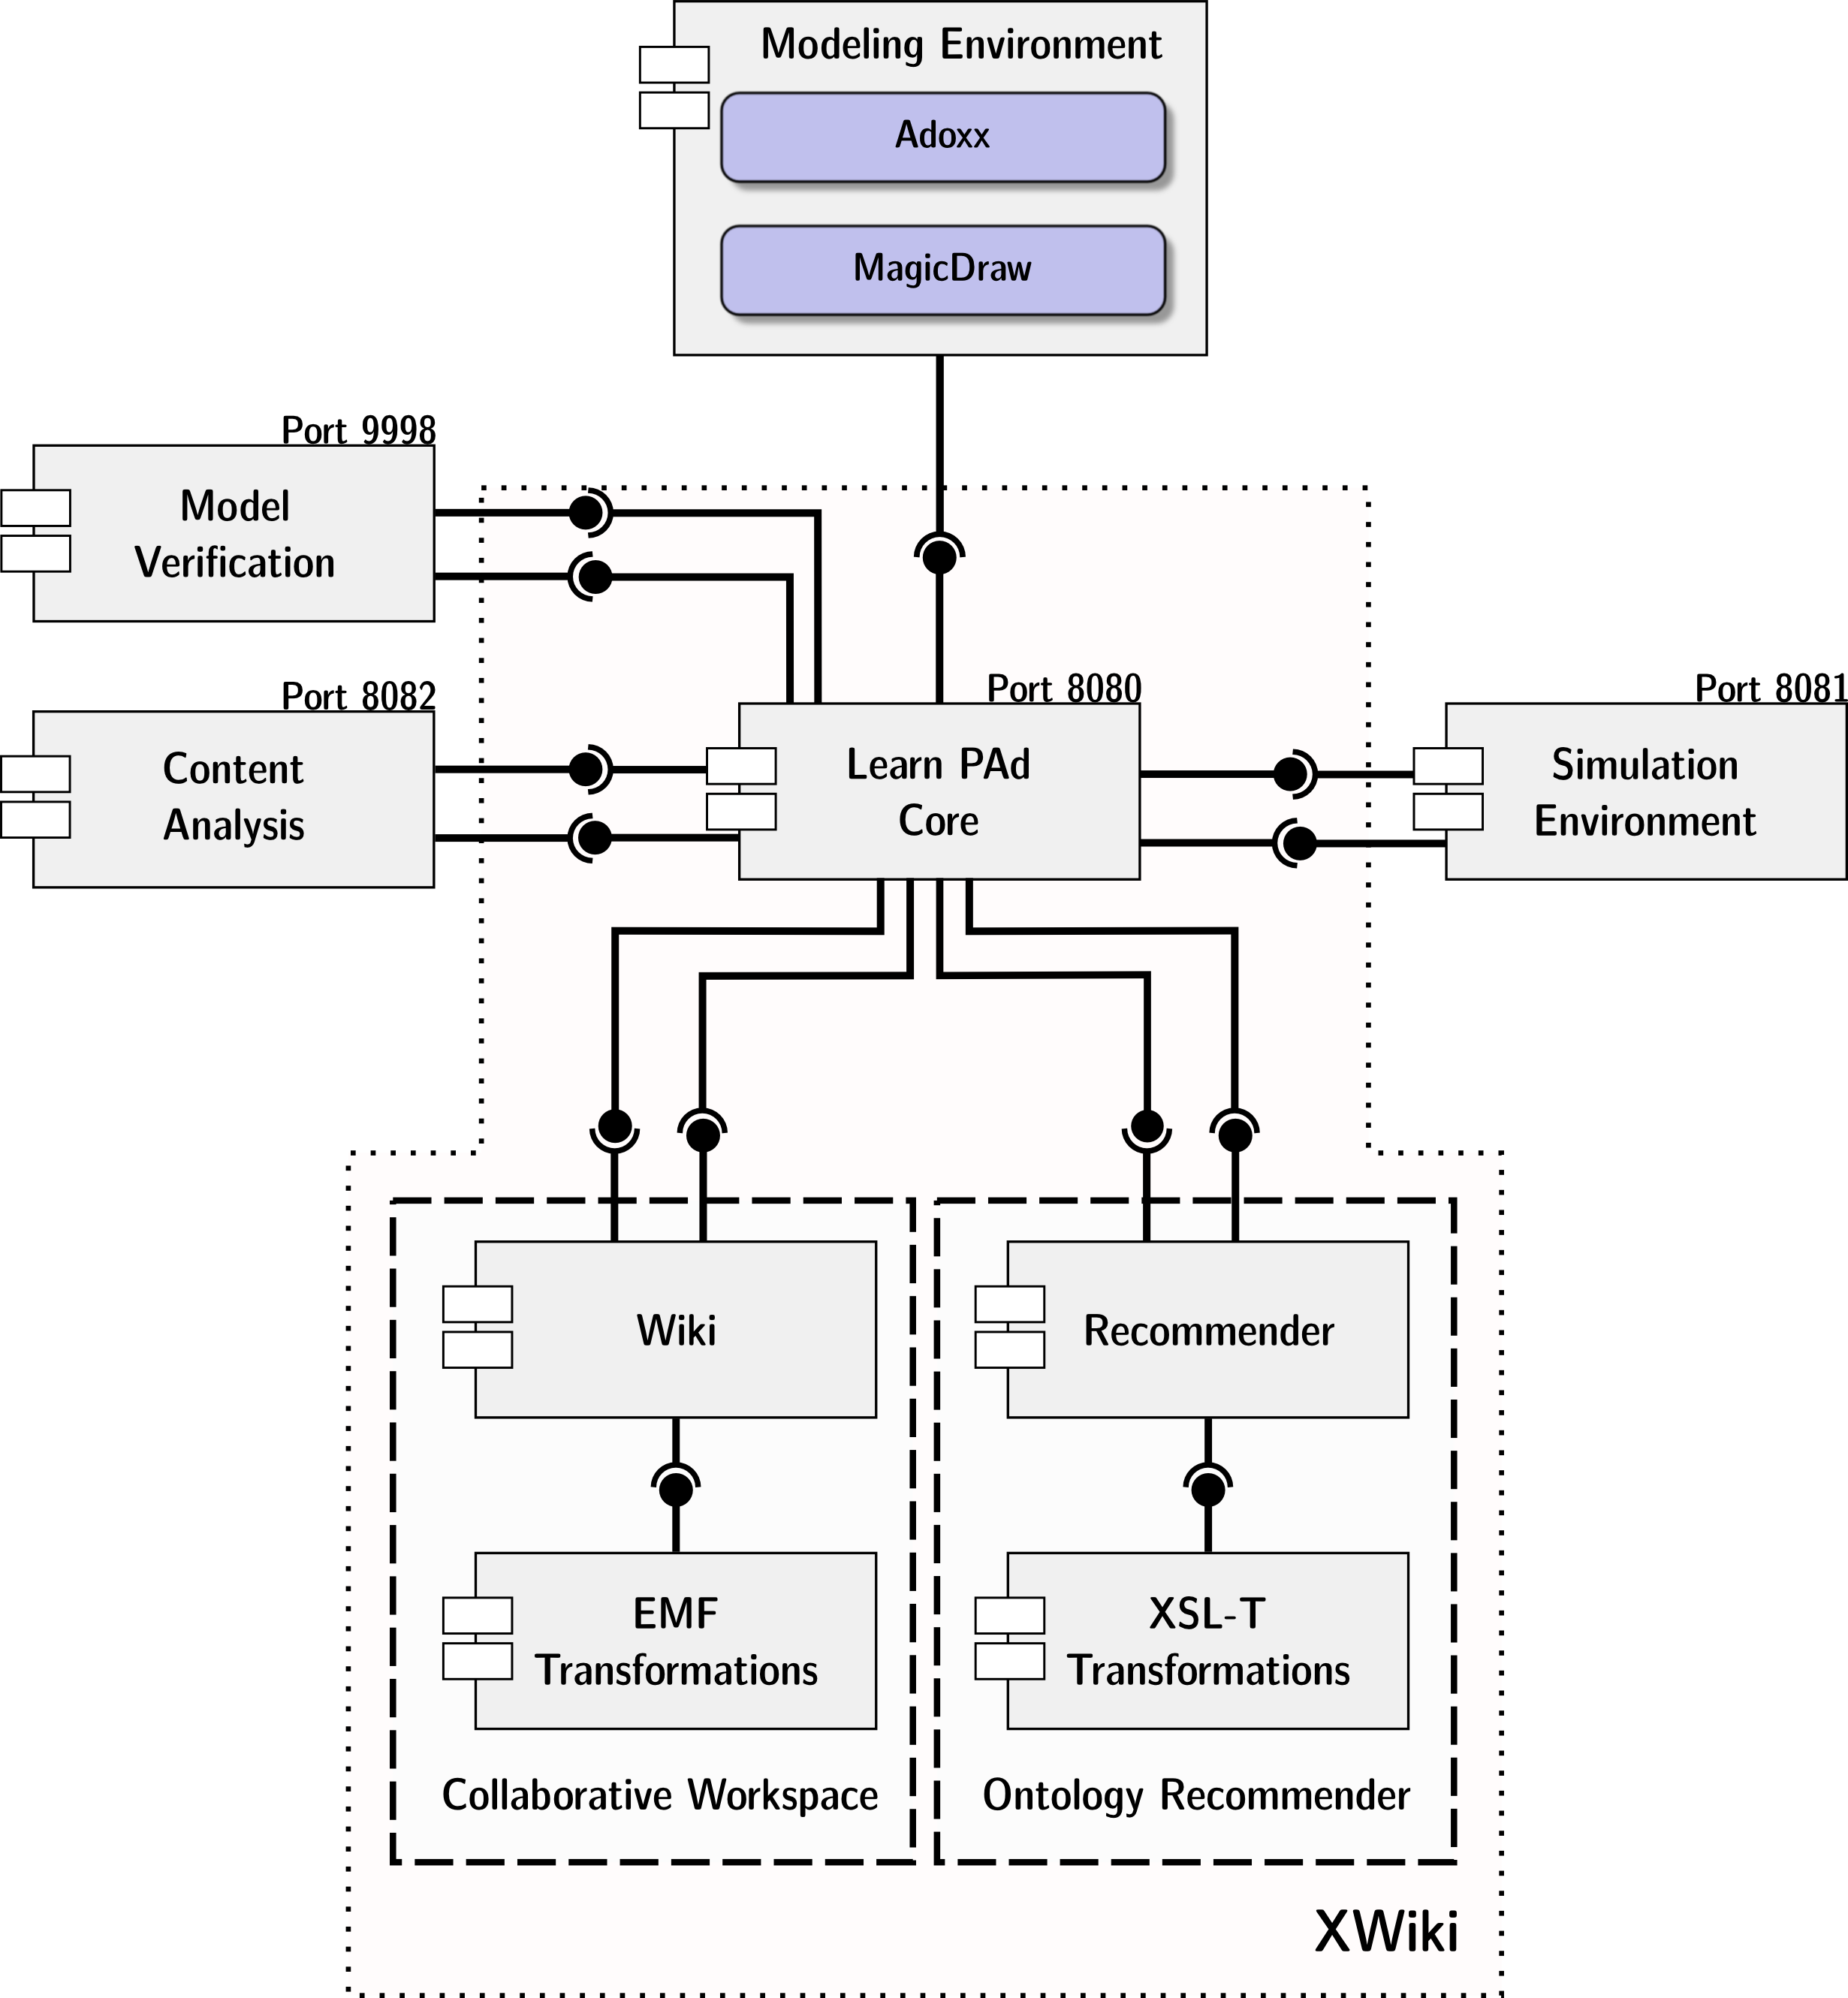 Modeling Environment
Adoxx
MagicDraw
Port 9998
Model
Verification
Port 8082
Content
Analysis
Port 8080
Learn PAd
Core
Port 8081
Simulation
Environment
Wiki
Recommender
EMF
Transformations
XSL-T
Transformations
Collaborative Workspace
Ontology Recommender
XWiki